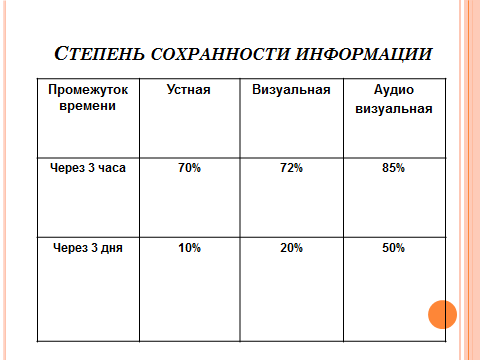 СТЕПЕНЬ СОХРАННОСТИ ИНФОРМАЦИИ
Промежуток времени Устная Визуальная Аудио визуальная
Через 3 часа 70% 72% 85%
Через 3 дня 10% 20% 50%